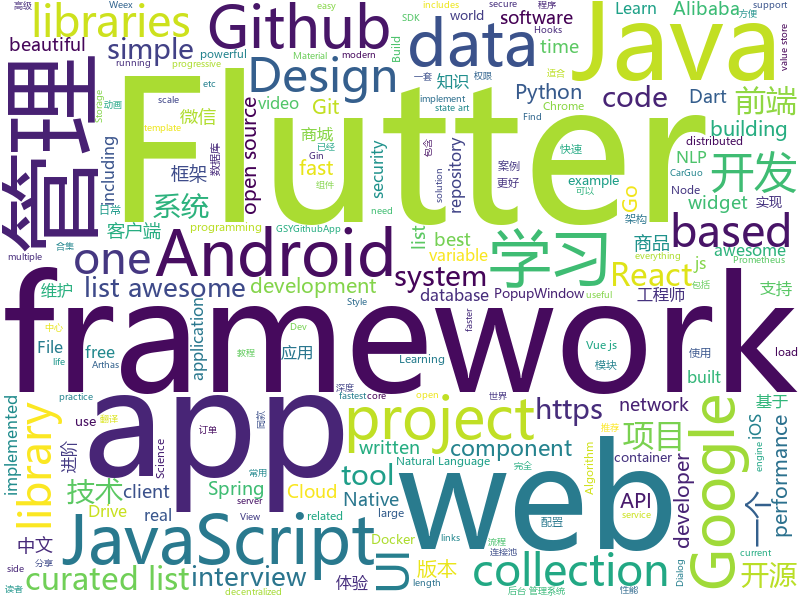 高级 Weex
easy SDK includes secure 程序
libraries Github Learn Alibaba 方便 support
beautiful powerful
running progressive
Build world software
Hooks
modern
Material
data Java
simple Design
一套 知识 权限 time 适合
value store
etc
scale implement state art
Storage 动画 微信 video Git
template
Python Chrome code 前端
Find
管理 Flutter
including 框架 数据库 商城
已经
Gin
Dart building
distributed
open source
fast 组件 security solution repository 包含 案例 快速 NLP CarGuo 开发
need example Node
更好 可以 widget 实现
日常 系统 GSYGithubApp
programming Go 架构
合集 客户端 list best 商品 awesome
multiple one Android variable 学习 js everything based
Prometheus
维护 list awesome system React 包括
development database PopupWindow useful 工程师 支持
framework
中心 Style
File free 应用 Dev
application
faster
Vue js load
life Arthas 教程 Learning 模块 使用
implemented app project https network built 基于
practice iOS
library 进阶 use 翻译 订单 面试 深度 fastest core open 世界 performance
written component 项目 container
Science
技术 client Spring tool Natural Language 推荐 engine
Algorithm
完全 Google 一个
Drive Cloud Native related API developer
real server View large 常用 配置
Docker service
中文 JavaScript web
流程 links
UI 版本 连接池 current
side 分享 体验 collection Dialog 开源
读者 curated list interview length 后台 管理系统 性能
decentralized